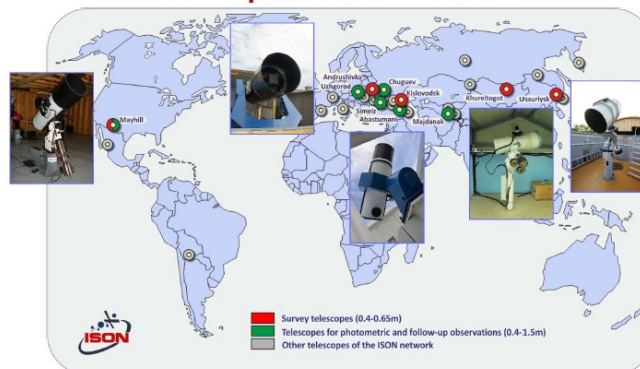 Andrushivka
Chuguev
Uzhgorod
Kislovodsk
Mayhill
Simeiz
Khureltogot
Ussuriysk
Abastumani
Majdanak
Survey telescopes (0.4-0.65m)
Telescopes for photometric and follow-up observations (0.4-1.5m)
Other telescopes of the ISON network
ISON